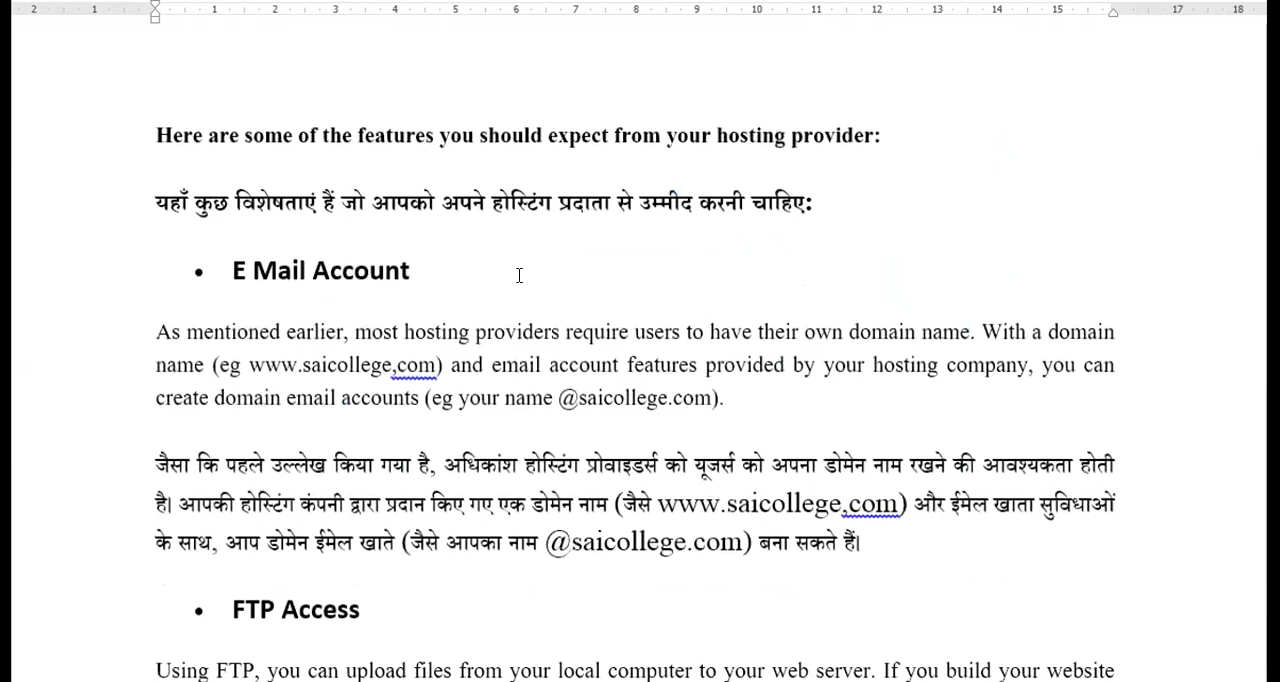 2 1 1 2 3 4 5 6 7 8 9 10 11 12 13 14 15 17 18
Here are some of the features you should expect from your hosting provider:
यहाँ कुछ विशेषताएं हैं जो आपको अपने होस्टिंग प्रदाता से उम्मीद करनी चाहिए:
• E Mail Account
As mentioned earlier, most hosting providers require users to have their own domain name. With a domain
name (eg www.saicollege,com) and email account features provided by your hosting company, you can
create domain email accounts (eg your name @saicollege.com).
जैसा कि पहले उल्लेख किया गया है, अधिकांश होस्टिंग प्रोवाइडर्स को यूजर्स को अपना डोमेन नाम रखने की आवश्यकता होती
है। आपकी होस्टिंग कंपनी द्वारा प्रदान किए गए एक डोमेन नाम (जैसे www.saicollege,com) और ईमेल खाता सुविधाओं
के साथ, आप डोमेन ईमेल खाते (जैसे आपका नाम @saicollege.com) बना सकते हैं।
• FTP Access
Using FTP, you can upload files from your local computer to your web server. If you build your website